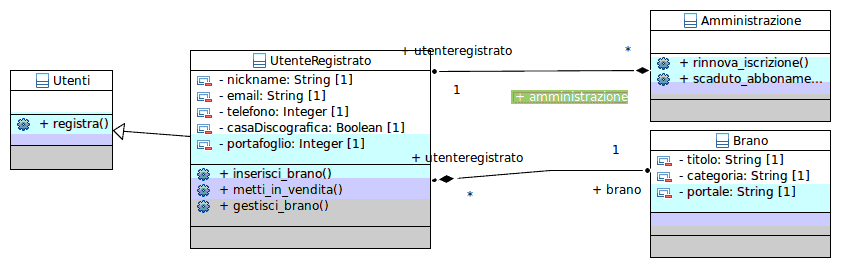 Utenti
+ registra()
UtenteRegistrato
- nickname: String [1]
- email: String [1]
- telefono: Integer [1]
- casaDiscografica: Boolean [1]
- portafoglio: Integer [1]
+ inserisci_brano()
+ metti_in_vendita()
+ gestisci_brano()
+ utenteregistrato
*
1
+ amministrazione
Amministrazione
+ rinnova_iscrizione()
+ scaduto_abboname...
+ utenteregistrato
1
*
+ brano
Brano
- titolo: String [1]
- categoria: String [1]
- portale: String [1]